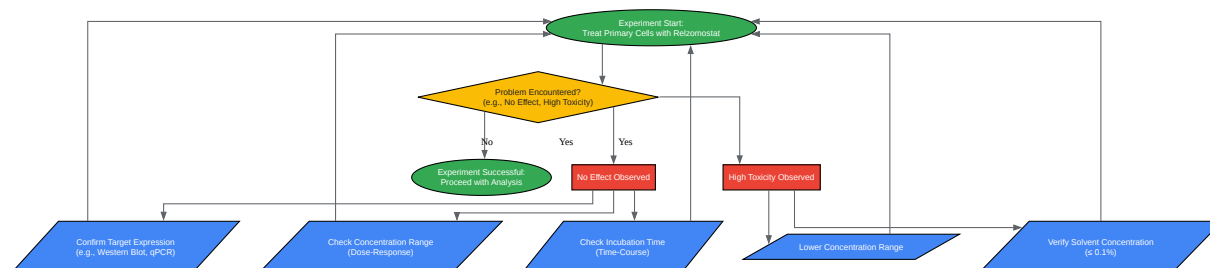 Experiment Start:
Treat Primary Cells with Relzomostat
Problem Encountered?
(e.g., No Effect, High Toxicity)
No
Yes
Yes
Experiment Successful:
Proceed with Analysis
No Effect Observed
High Toxicity Observed
Confirm Target Expression
(e.g., Western Blot, qPCR)
Check Concentration Range
(Dose-Response)
Check Incubation Time
(Time-Course)
Lower Concentration Range
Verify Solvent Concentration
(≤ 0.1%)